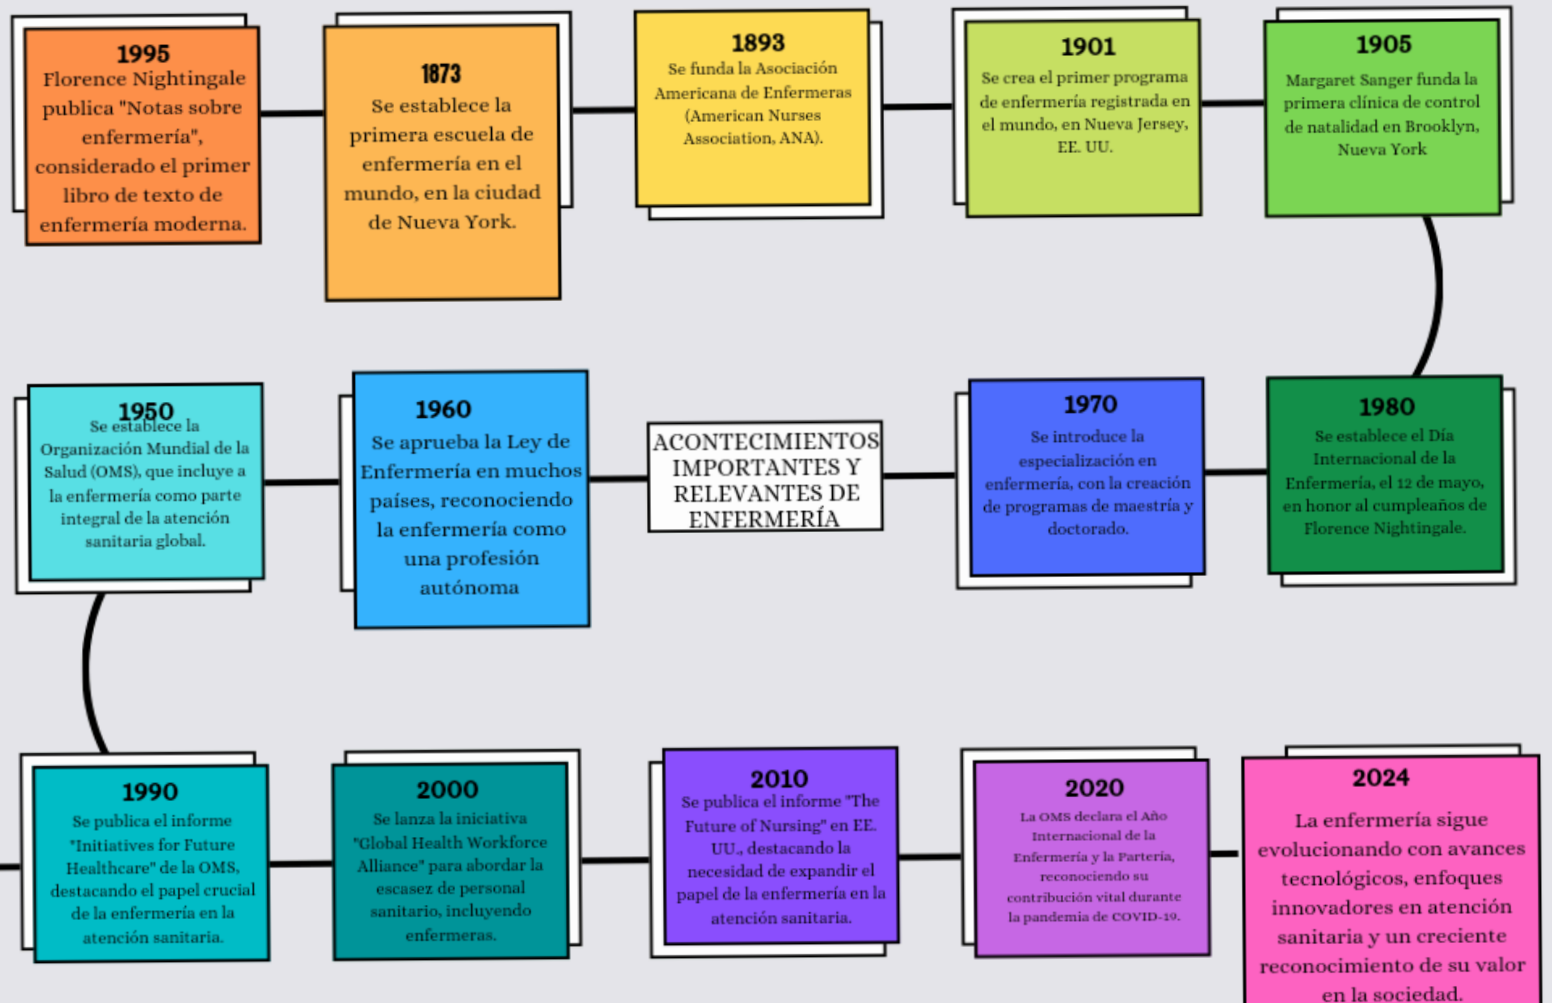 1995
Florence Nightingale
publica "Notas sobre
enfermería",
considerado el primer
libro de texto de
enfermería moderna.
1873
Se establece la
primera escuela de
enfermería en el
mundo, en la ciudad
de Nueva York.
1893
Se funda la Asociación
Americana de Enfermeras
(American Nurses
Association, ANA).
1901
Se crea el primer programa
de enfermería registrada en
el mundo, en Nueva Jersey,
EE. UU.
1905
Margaret Sanger funda la
primera clínica de control
de natalidad en Brooklyn,
Nueva York
1950
Se establece la
Organización Mundial de la
Salud (OMS), que incluye a
la enfermería como parte
integral de la atención
sanitaria global.
1960
Se aprueba la Ley de
Enfermería en muchos
países, reconociendo
la enfermería como
una profesión
autónoma
ACONTECIMIENTOS
IMPORTANTES Y
RELEVANTES DE
ENFERMERÍA
1970
Se introduce la
especialización en
enfermería, con la creación
de programas de maestría y
doctorado.
1980
Se establece el Día
Internacional de la
Enfermería, el 12 de mayo,
en honor al cumpleaños de
Florence Nightingale.
1990
Se publica el informe
"Initiatives for Future
Healthcare" de la OMS,
destacando el papel crucial
de la enfermería en la
atención sanitaria.
2000
Se lanza la iniciativa
"Global Health Workforce
Alliance" para abordar la
escasez de personal
sanitario, incluyendo
enfermeras.
2010
Se publica el informe "The
Future of Nursing" en EE.
UU., destacando la
necesidad de expandir el
papel de la enfermería en la
atención sanitaria.
2020
La OMS declara el Año
Internacional de la
Enfermería y la Partería,
reconociendo su
contribución vital durante
la pandemia de COVID-19.
2024
La enfermería sigue
evolucionando con avances
tecnológicos, enfoques
innovadores en atención
sanitaria y un creciente
reconocimiento de su valor
en la sociedad.